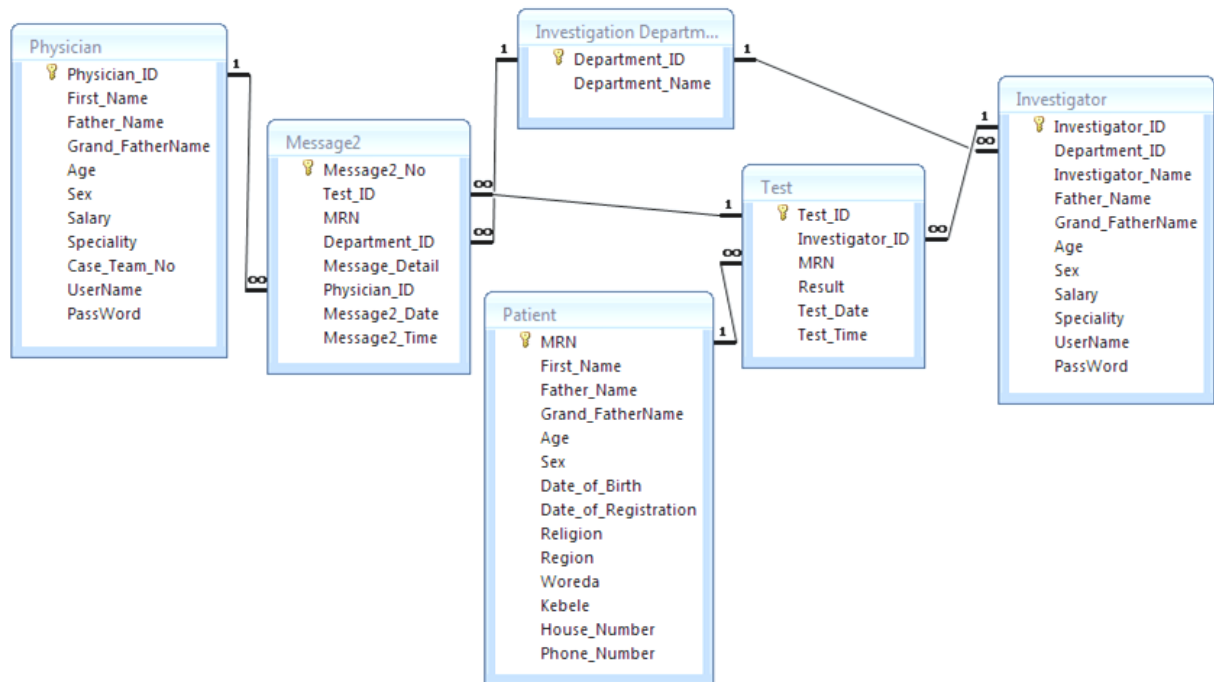 Physician
Physician_ID
First_Name
Father_Name
Grand_FatherName
Age
Sex
Salary
Speciality
Case_Team_No
UserName
PassWord
1
∞
Message2
Message2_No
Test_ID
MRN
Department_ID
Message_Detail
Physician_ID
Message2_Date
Message2_Time
1
∞
∞
Investigation Departm...
Department_ID
Department_Name
1
∞
Patient
MRN
First_Name
Father_Name
Grand_FatherName
Age
Sex
Date_of_Birth
Date_of_Registration
Religion
Region
Woreda
Kebele
House_Number
Phone_Number
1
∞
1
Test
Test_ID
Investigator_ID
MRN
Result
Test_Date
Test_Time
∞
1
Investigator
Investigator_ID
Department_ID
Investigator_Name
Father_Name
Grand_FatherName
Age
Sex
Salary
Speciality
UserName
PassWord